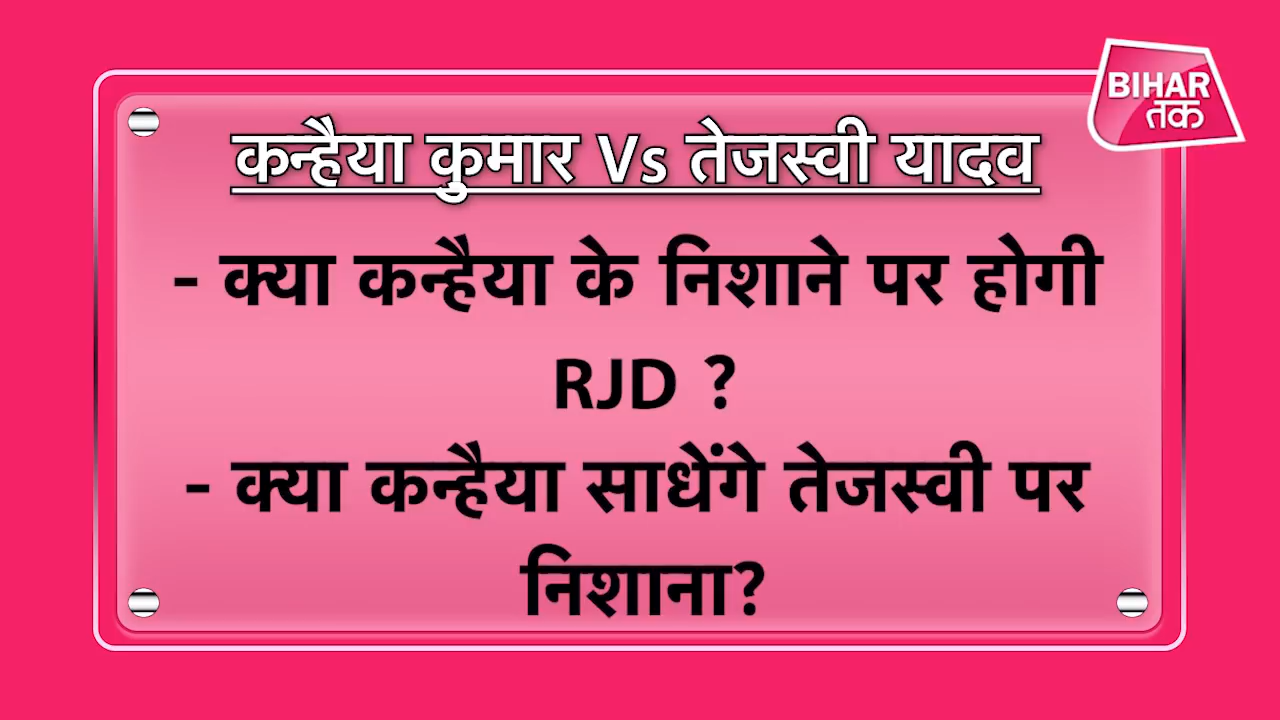 BIHAR
तक
कन्हैया कुमार Vs तेजस्वी यादव
- क्या कन्हैया के निशाने पर होगी
RJD ?
- क्या कन्हैया साधेंगे तेजस्वी पर
निशाना?